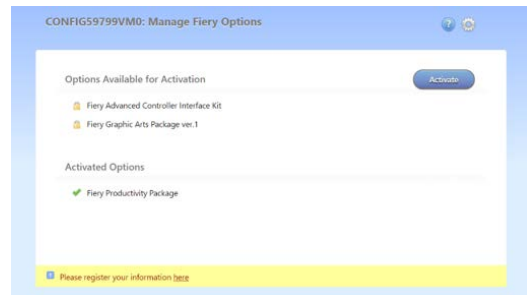 CONFIG59799VM0: Manage Fiery Options
Options Available for Activation
Activate
Fiery Advanced Controller Interface Kit
Fiery Graphic Arts Package ver.1
Activated Options
Fiery Productivity Package
Please register your information here